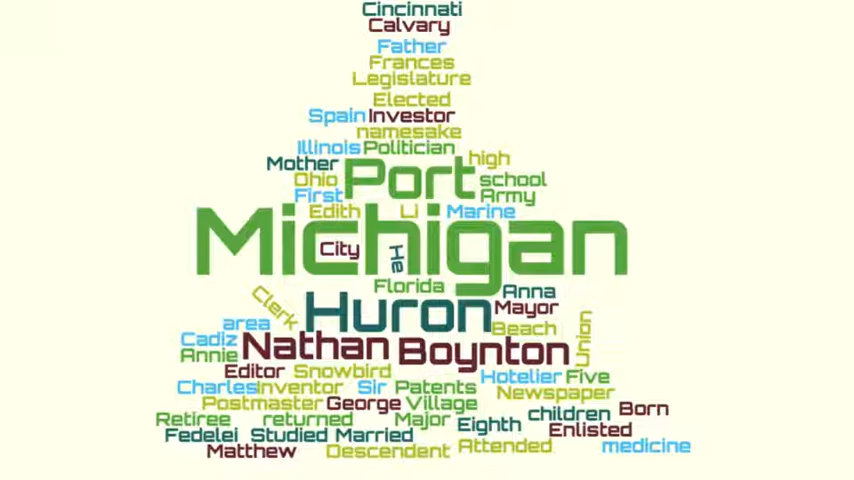 Cincinnati
Calvary
Father
Frances
Legislature
Elected
Spain Investor
namesake
Illinois Politician
Mother Port high
Ohio school
First Army
Edith LI Marine
Michigan
City He
Florida Anna
Clerk Huron Mayor
area Beach Union
Cadiz Nathan Boynton
Annie
Editor Snowbird Hotelier Five
Charles Inventor Sir Patents Newspaper
Postmaster George Village
Retiree returned Major Eighth children Born
Fedelei Studied Married Enlisted
Matthew Descendent Attended medicine